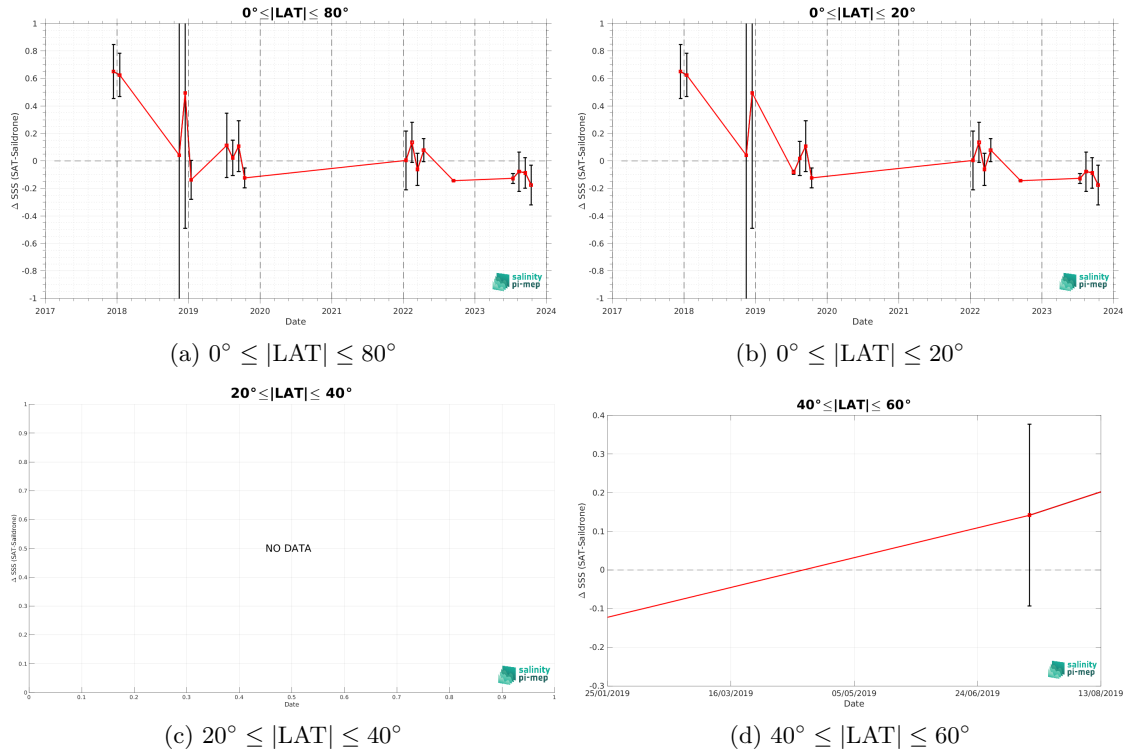 0°≤|LAT|≤ 80°
1
0.8
0.6
0.4
0.2
0
-0.2
-0.4
-0.6
-0.8
-1
Δ SSS (SAT-Saildrone)
2017 2018 2019 2020 2021 2022 2023 2024
Date
salinity
pi-mep
(a) 0° ≤ |LAT| ≤ 80°
0°≤|LAT|≤ 20°
1
0.8
0.6
0.4
0.2
0
-0.2
-0.4
-0.6
-0.8
-1
Δ SSS (SAT-Saildrone)
2017 2018 2019 2020 2021 2022 2023 2024
Date
salinity
pi-mep
(b) 0° ≤ |LAT| ≤ 20°
20°≤|LAT|≤ 40°
1
0.9
0.8
0.7
0.6
0.5
0.4
0.3
0.2
0.1
0
Δ SSS (SAT-Saildrone)
NO DATA
0 0.1 0.2 0.3 0.4 0.5 0.6 0.7 0.8 0.9 1
Date
salinity
pi-mep
(c) 20° ≤ |LAT| ≤ 40°
40°≤|LAT|≤ 60°
0.4
0.3
0.2
0.1
0
-0.1
-0.2
-0.3
Δ SSS (SAT-Saildrone)
25/01/2019 16/03/2019 05/05/2019 24/06/2019 13/08/2019
Date
salinity
pi-mep
(d) 40° ≤ |LAT| ≤ 60°